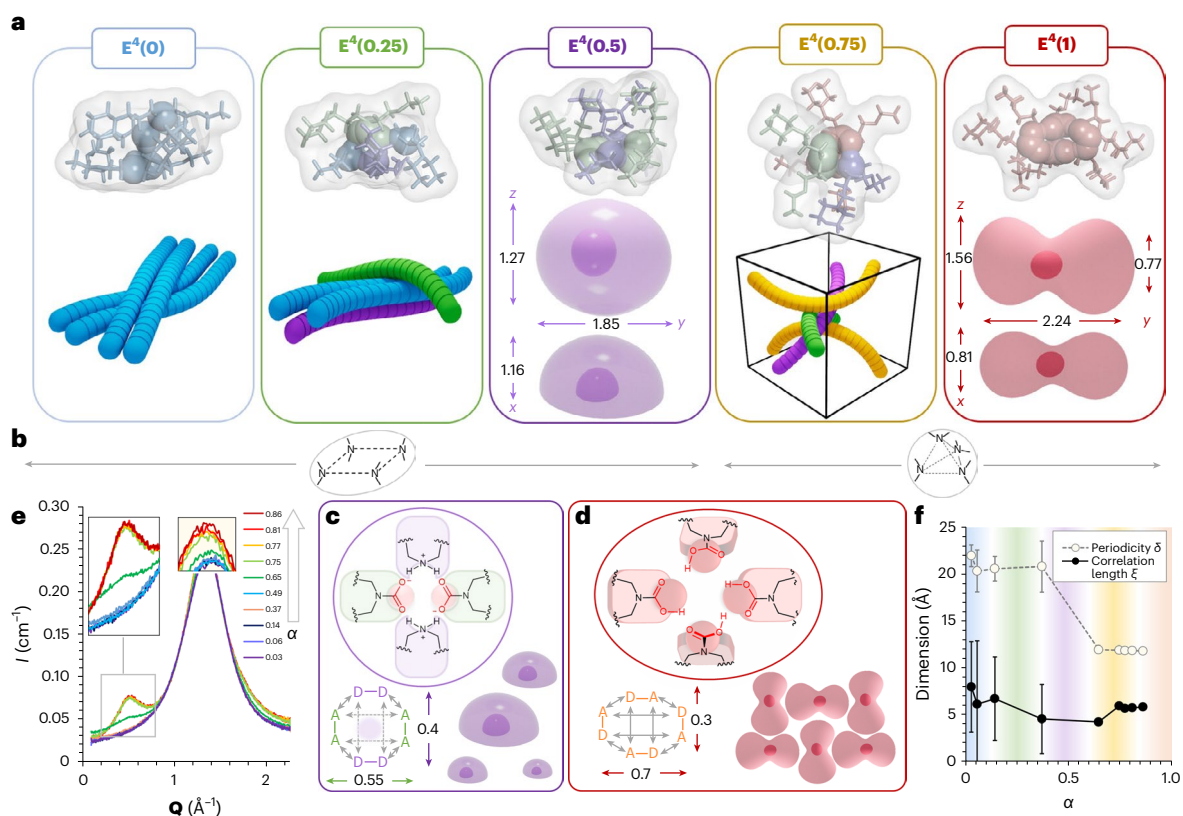 a
E⁴(0)
E⁴(0.25)
E⁴(0.5)
E⁴(0.75)
E⁴(1)
z
1.27
1.85
y
1.16
x
z
1.56
0.77
2.24
y
0.81
x
b
N
N
N
N
N
N
N
N
e
I (cm⁻¹)
0.30
0.25
0.20
0.15
0.10
0.05
0
0
1
2
Q (Å⁻¹)
0.86
0.81
0.77
0.75
0.65
0.49
0.37
0.14
0.06
0.03
α
c
H
N
+
H
N
O
O
−
O
−
O
N
H
N
+
H
D—D
A
A
A
A
D—D
0.4
0.55
d
N
O
O
H
N
O
O
H
H
O
O
N
H
O
O
N
D—A
A
D
D
A
A—D
0.3
0.7
f
Dimension (Å)
25
20
15
10
5
0
0
0.5
1.0
α
Periodicity δ
Correlation
length ξ